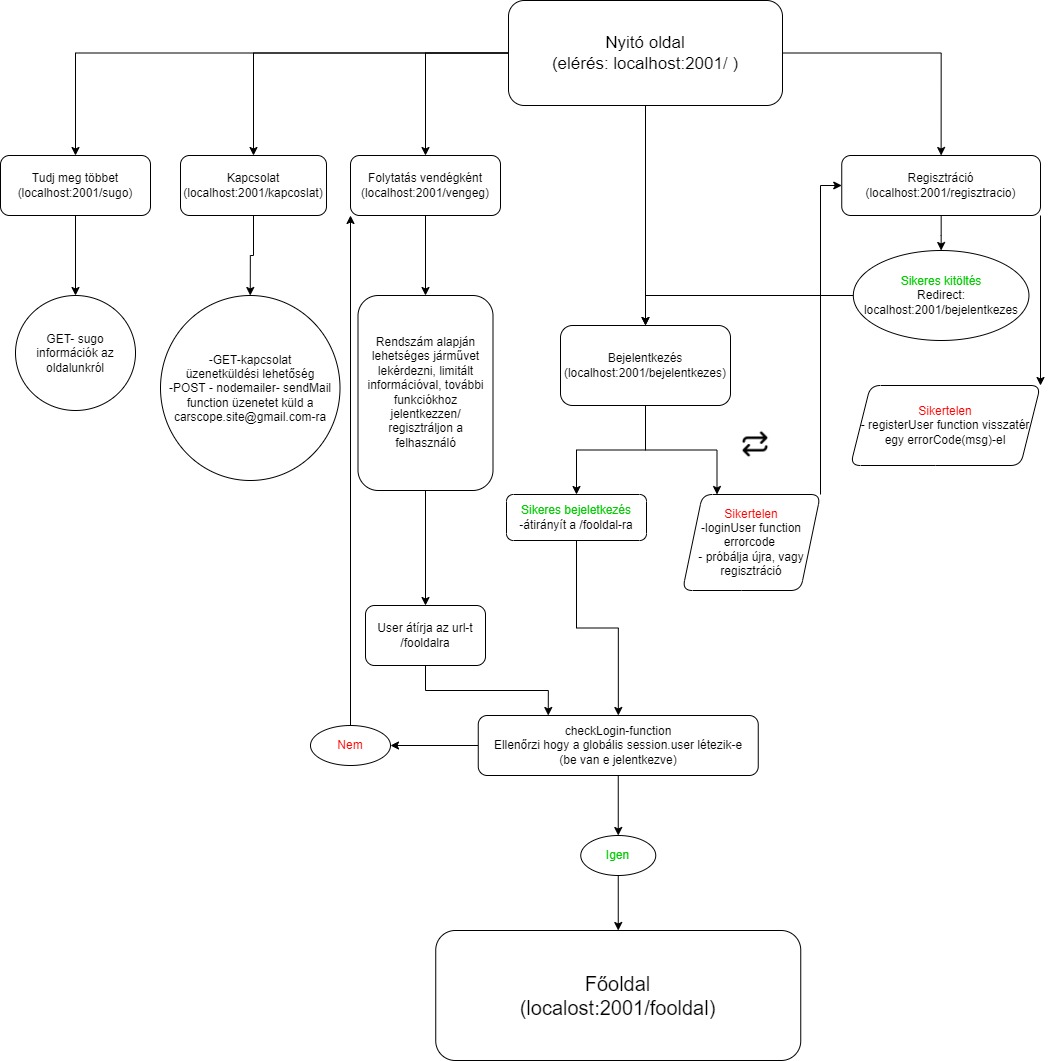 Nyitó oldal
(elérés: localhost:2001/ )
Tudj meg többet
(localhost:2001/sugo)
Kapcsolat
(localhost:2001/kapcoslat)
Folytatás vendégként
(localhost:2001/vengeg)
Regisztráció
(localhost:2001/regisztracio)
Sikeres kitöltés
Redirect:
localhost:2001/bejelentkezes
GET- sugo
információk az
oldalunkról
-GET-kapcsolat
üzenetküldési lehetőség
-POST - nodemailer- sendMail
function üzenetet küld a
carscope.site@gmail.com-ra
Rendszám alapján
lehetséges járművet
lekérdezni, limitált
információval, további
funkciókhoz
jelentkezzen/
regisztráljon a
felhasználó
Bejelentkezés
(localhost:2001/bejelentkezes)
Sikertelen
- registerUser function visszatér
egy errorCode(msg)-el
Sikeres bejeletkezés
-átirányít a /fooldal-ra
Sikertelen
-loginUser function
errorcode
- próbálja újra, vagy
regisztráció
User átírja az url-t
/fooldalra
checkLogin-function
Ellenőrzi hogy a globális session.user létezik-e
(be van e jelentkezve)
Nem
Igen
Főoldal
(localost:2001/fooldal)